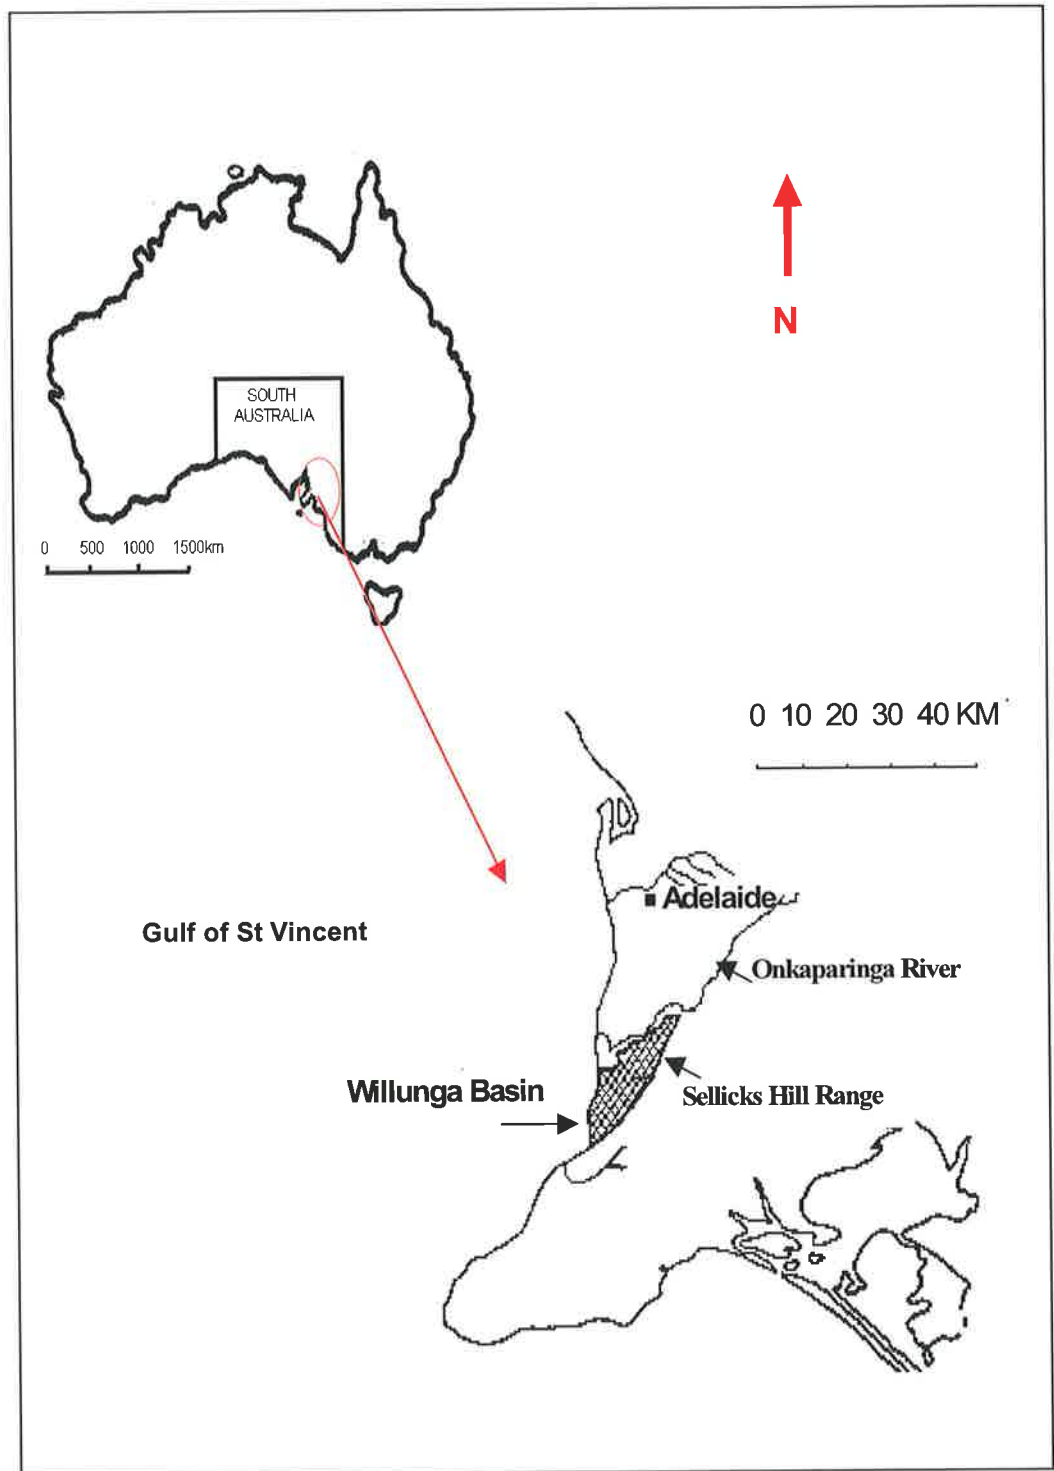 N
SOUTH
AUSTRALIA
0 500 1000 1500km
0 10 20 30 40 KM
Adelaide
Gulf of St Vincent
Onkaparinga River
Willunga Basin
Sellicks Hill Range